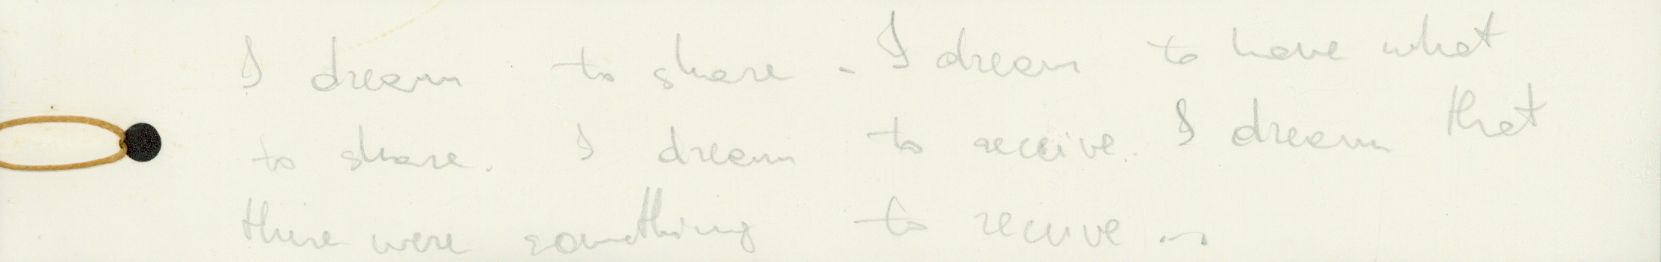 I dream to share - I dream to have what
to share. I dream to receive. I dream that
there were something to receive ...